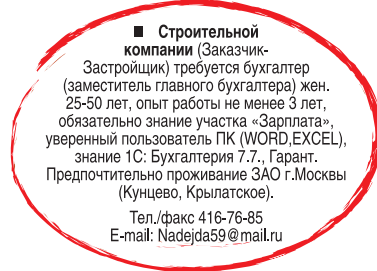 ■ Строительной
компании (Заказчик-
Застройщик) требуется бухгалтер
(заместитель главного бухгалтера) жен.
25-50 лет, опыт работы не менее 3 лет,
обязательно знание участка «Зарплата»,
уверенный пользователь ПК (WORD,EXCEL),
знание 1С: Бухгалтерия 7.7., Гарант.
Предпочтительно проживание ЗАО г.Москвы
(Кунцево, Крылатское).
Тел./факс 416-76-85
E-mail: Nadejda59@mail.ru